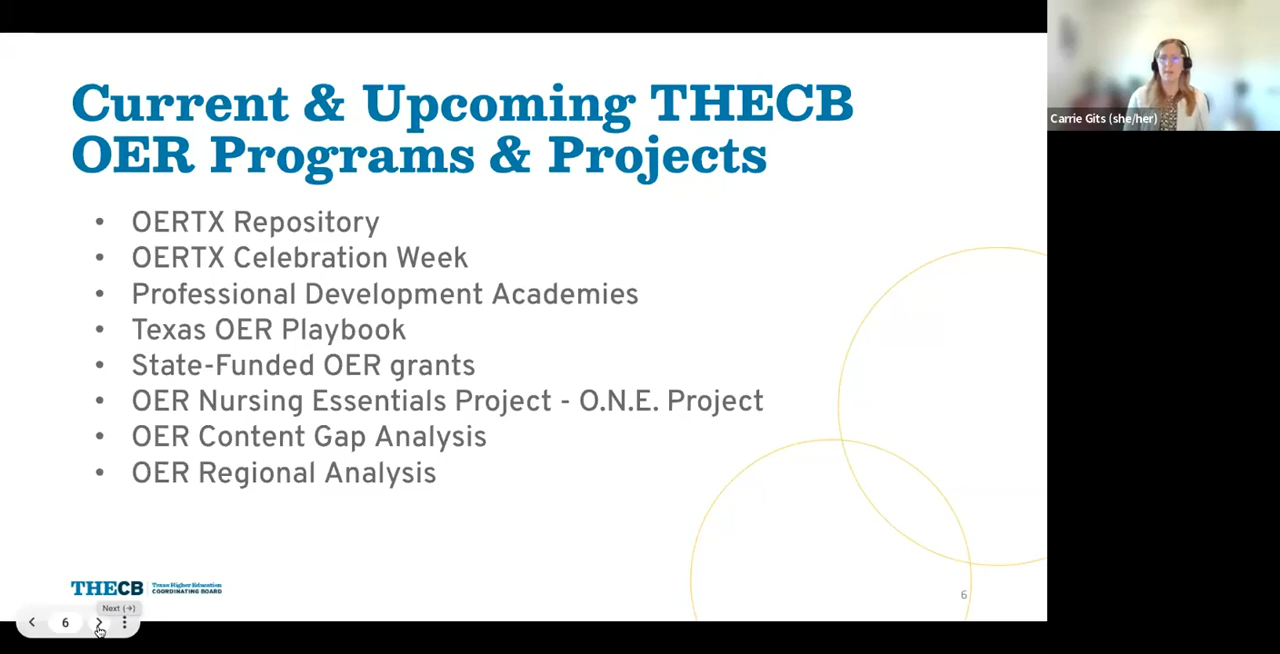 Current & Upcoming THECB
OER Programs & Projects
• OERTX Repository
• OERTX Celebration Week
• Professional Development Academies
• Texas OER Playbook
• State-Funded OER grants
• OER Nursing Essentials Project - O.N.E. Project
• OER Content Gap Analysis
• OER Regional Analysis
THECB
Texas Higher Education
COORDINATING BOARD
6
Next (→)
6
Carrie Gits (she/her)